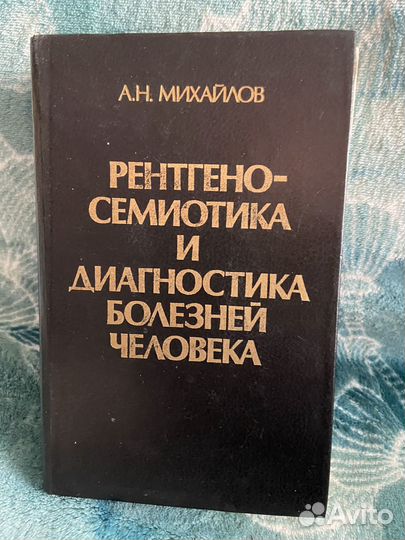 А.Н. МИХАЙЛОВ
РЕНТГЕНО-
СЕМИОТИКА
И
ДИАГНОСТИКА
БОЛЕЗНЕЙ
ЧЕЛОВЕКА
Avito